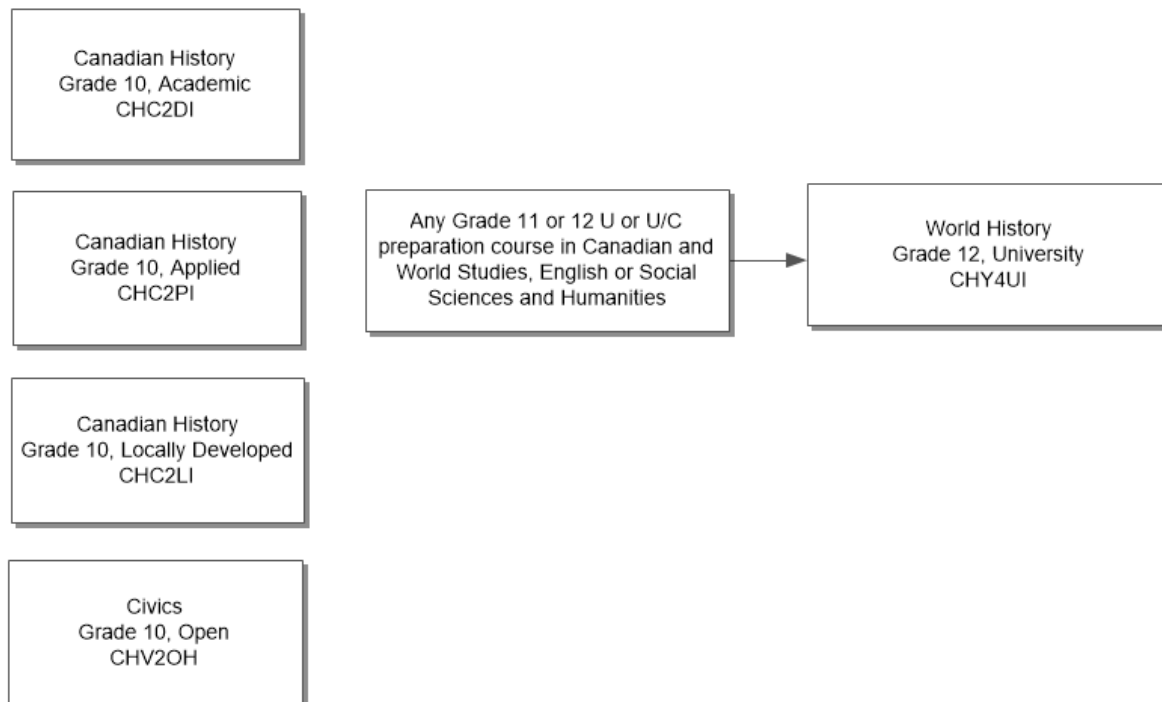 Canadian History
Grade 10, Academic
CHC2DI
Canadian History
Grade 10, Applied
CHC2PI
Any Grade 11 or 12 U or U/C
preparation course in Canadian and
World Studies, English or Social
Sciences and Humanities
World History
Grade 12, University
CHY4UI
Canadian History
Grade 10, Locally Developed
CHC2LI
Civics
Grade 10, Open
CHV2OH